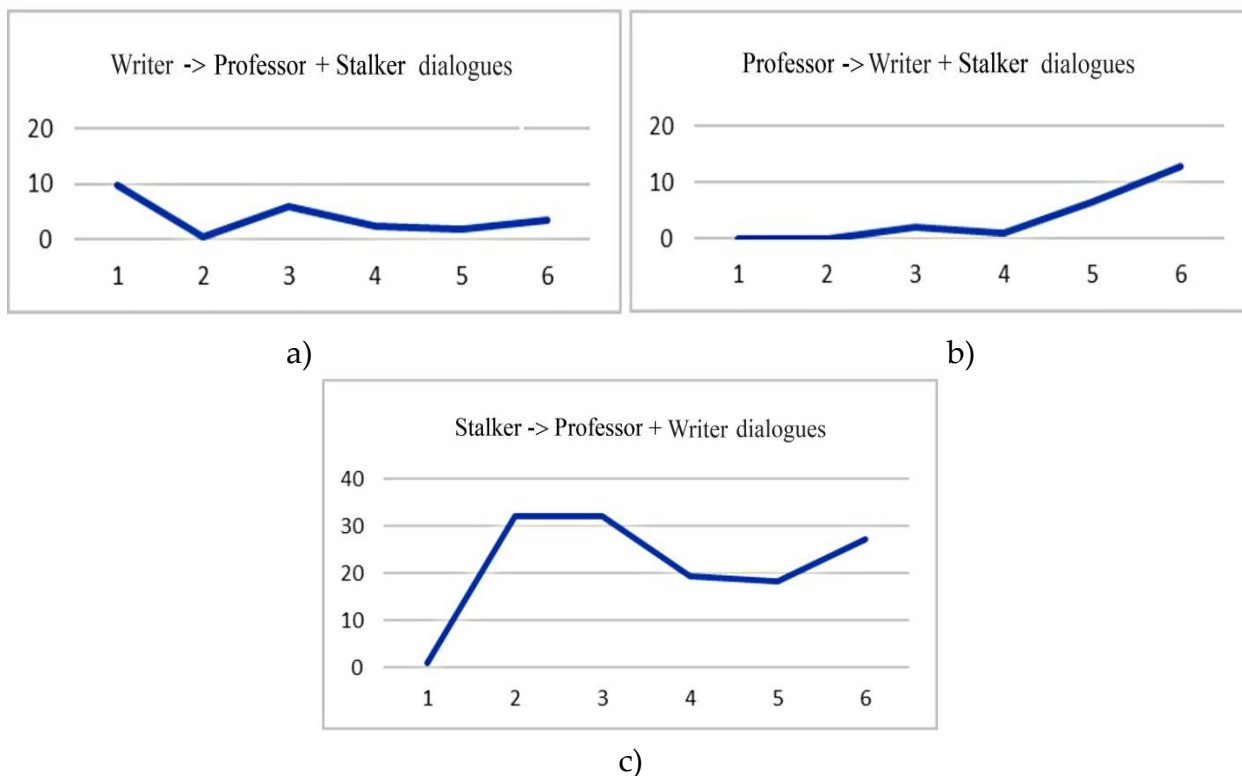 Writer -> Professor + Stalker dialogues
20
10
0
1 2 3 4 5 6
a)
Professor -> Writer + Stalker dialogues
20
10
0
1 2 3 4 5 6
b)
Stalker -> Professor + Writer dialogues
40
30
20
10
0
1 2 3 4 5 6
c)